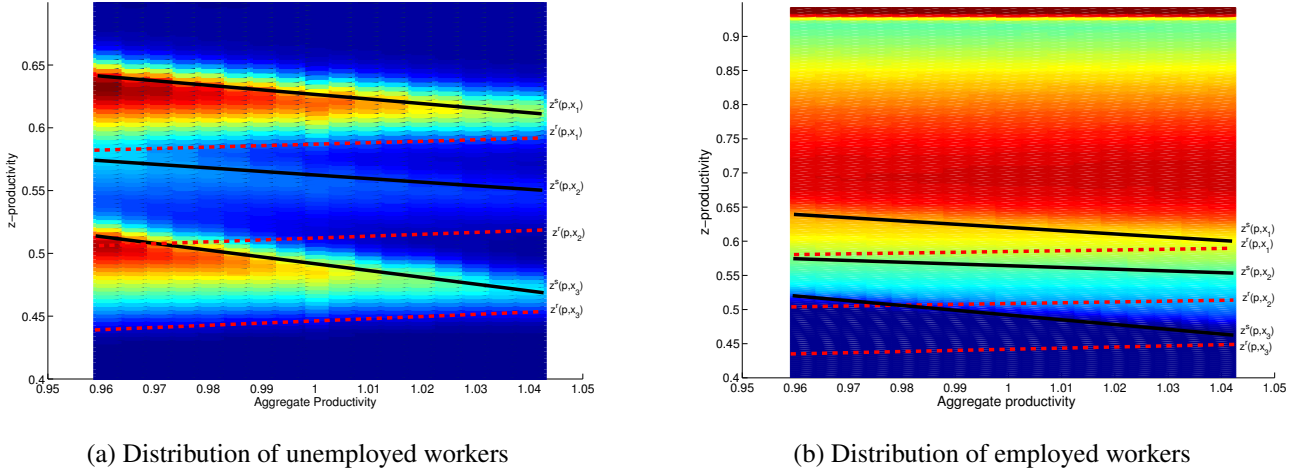 0.65
0.6
0.55
0.5
0.45
0.4
z−productivity
0.95 0.96 0.97 0.98 0.99 1 1.01 1.02 1.03 1.04 1.05
Aggregate Productivity
z^s(p,x_1)
z^r(p,x_1)
z^s(p,x_2)
z^r(p,x_2)
z^s(p,x_3)
z^r(p,x_3)
(a) Distribution of unemployed workers
0.9
0.85
0.8
0.75
0.7
0.65
0.6
0.55
0.5
0.45
0.4
z−productivity
0.95 0.96 0.97 0.98 0.99 1 1.01 1.02 1.03 1.04 1.05
Aggregate productivity
z^s(p,x_1)
z^r(p,x_1)
z^s(p,x_2)
z^r(p,x_2)
z^s(p,x_3)
z^r(p,x_3)
(b) Distribution of employed workers